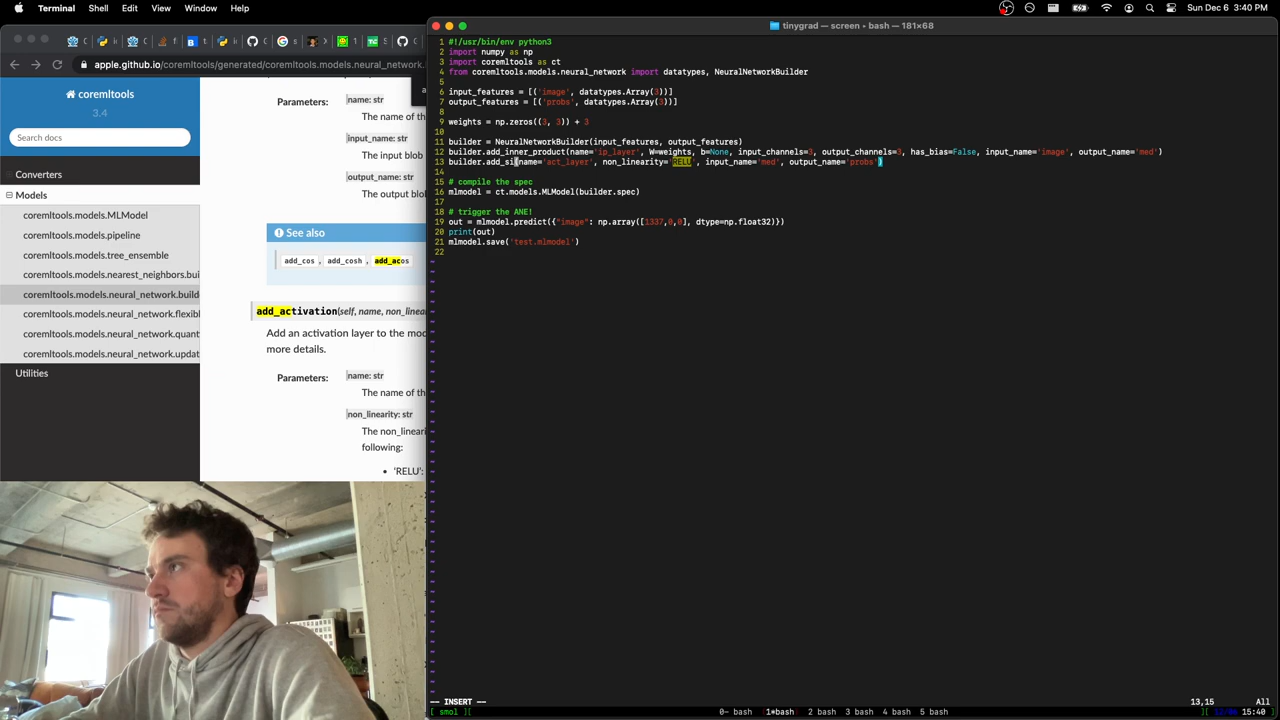 Terminal Shell Edit View Window Help
Sun Dec 6 3:40 PM
apple.github.io/coremltools/generated/coremltools.models.neural_network.
coremltools
3.4
Search docs
Converters
Models
coremltools.models.MLModel
coremltools.models.pipeline
coremltools.models.tree_ensemble
coremltools.models.nearest_neighbors.bui
coremltools.models.neural_network.build
coremltools.models.neural_network.flexib
coremltools.models.neural_network.quant
coremltools.models.neural_network.updat
Utilities
Parameters:
name: str
The name of th
input_name: str
The input blob
output_name: str
The output blo
See also
add_cos, add_cosh, add_acos
add_activation(self, name, non_linea
Add an activation layer to the mod
more details.
Parameters:
name: str
The name of th
non_linearity: str
The non_lineari
following:
• 'RELU':
tinygrad — screen ▸ bash — 181×68
1 #!/usr/bin/env python3
2 import numpy as np
3 import coremltools as ct
4 from coremltools.models.neural_network import datatypes, NeuralNetworkBuilder
5
6 input_features = [('image', datatypes.Array(3))]
7 output_features = [('probs', datatypes.Array(3))]
8
9 weights = np.zeros((3, 3)) + 3
10
11 builder = NeuralNetworkBuilder(input_features, output_features)
12 builder.add_inner_product(name='ip_layer', W=weights, b=None, input_channels=3, output_channels=3, has_bias=False, input_name='image', output_name='med')
13 builder.add_si(name='act_layer', non_linearity='RELU', input_name='med', output_name='probs')
14
15 # compile the spec
16 mlmodel = ct.models.MLModel(builder.spec)
17
18 # trigger the ANE!
19 out = mlmodel.predict({"image": np.array([1337,0,0], dtype=np.float32)})
20 print(out)
21 mlmodel.save('test.mlmodel')
22
-- INSERT --
13,15 All
[ smol ][ 0- bash (1*bash) 2 bash 3 bash 4 bash 5 bash ][ 12/06 15:40 ]